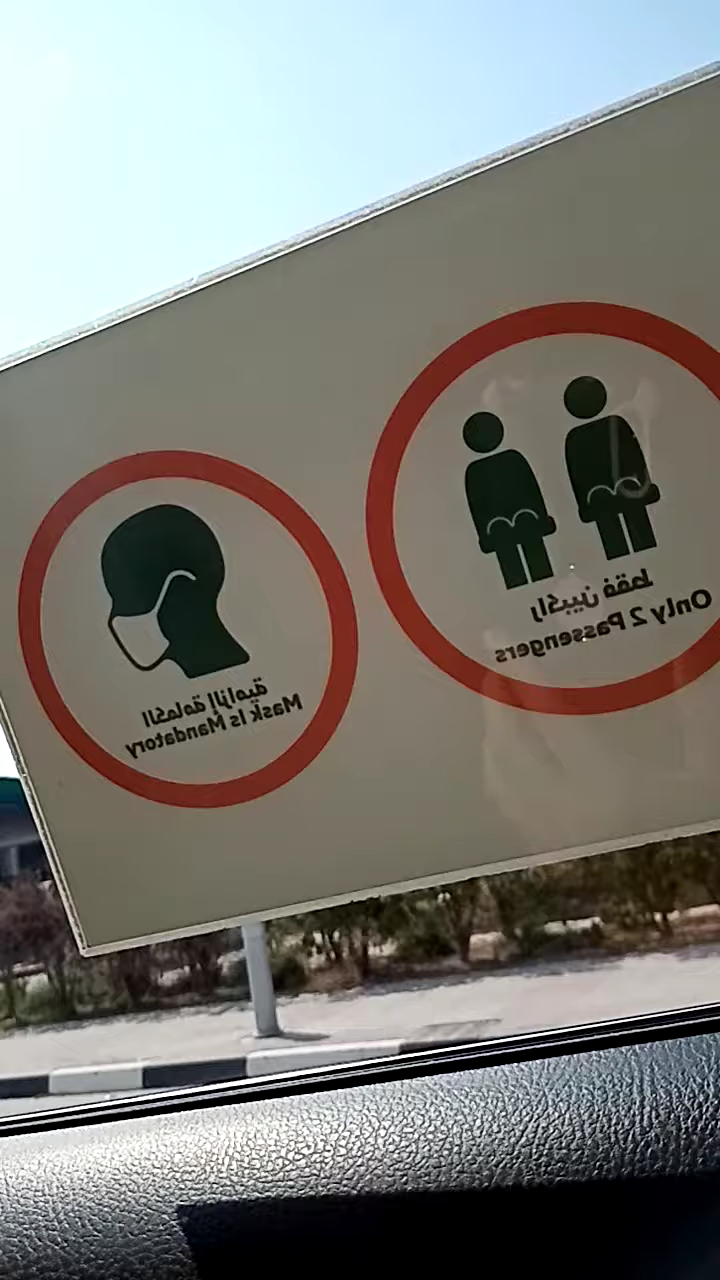 الكمامة إلزامية
Mask Is Mandatory
راكبين فقط
Only 2 Passengers